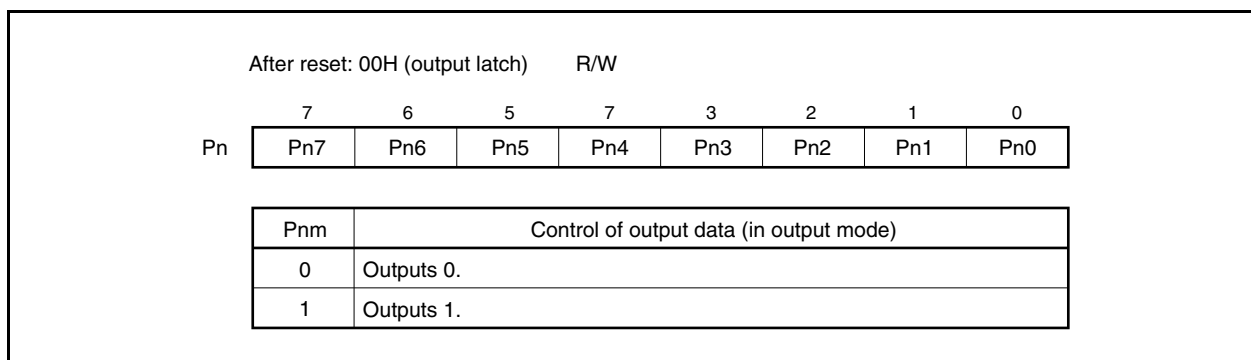 After reset: 00H (output latch) R/W
7 6 5 7 3 2 1 0
Pn Pn7 Pn6 Pn5 Pn4 Pn3 Pn2 Pn1 Pn0
Pnm Control of output data (in output mode)
0 Outputs 0.
1 Outputs 1.